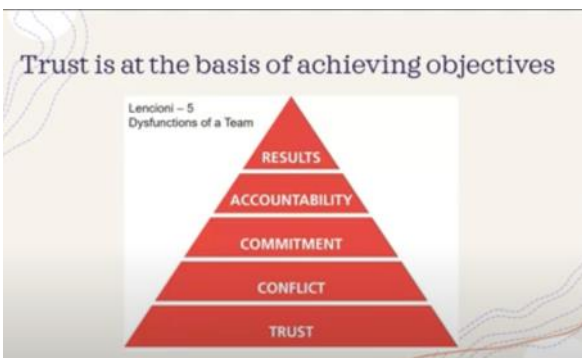 Trust is at the basis of achieving objectives
Lencioni – 5
Dysfunctions of a Team
RESULTS
ACCOUNTABILITY
COMMITMENT
CONFLICT
TRUST